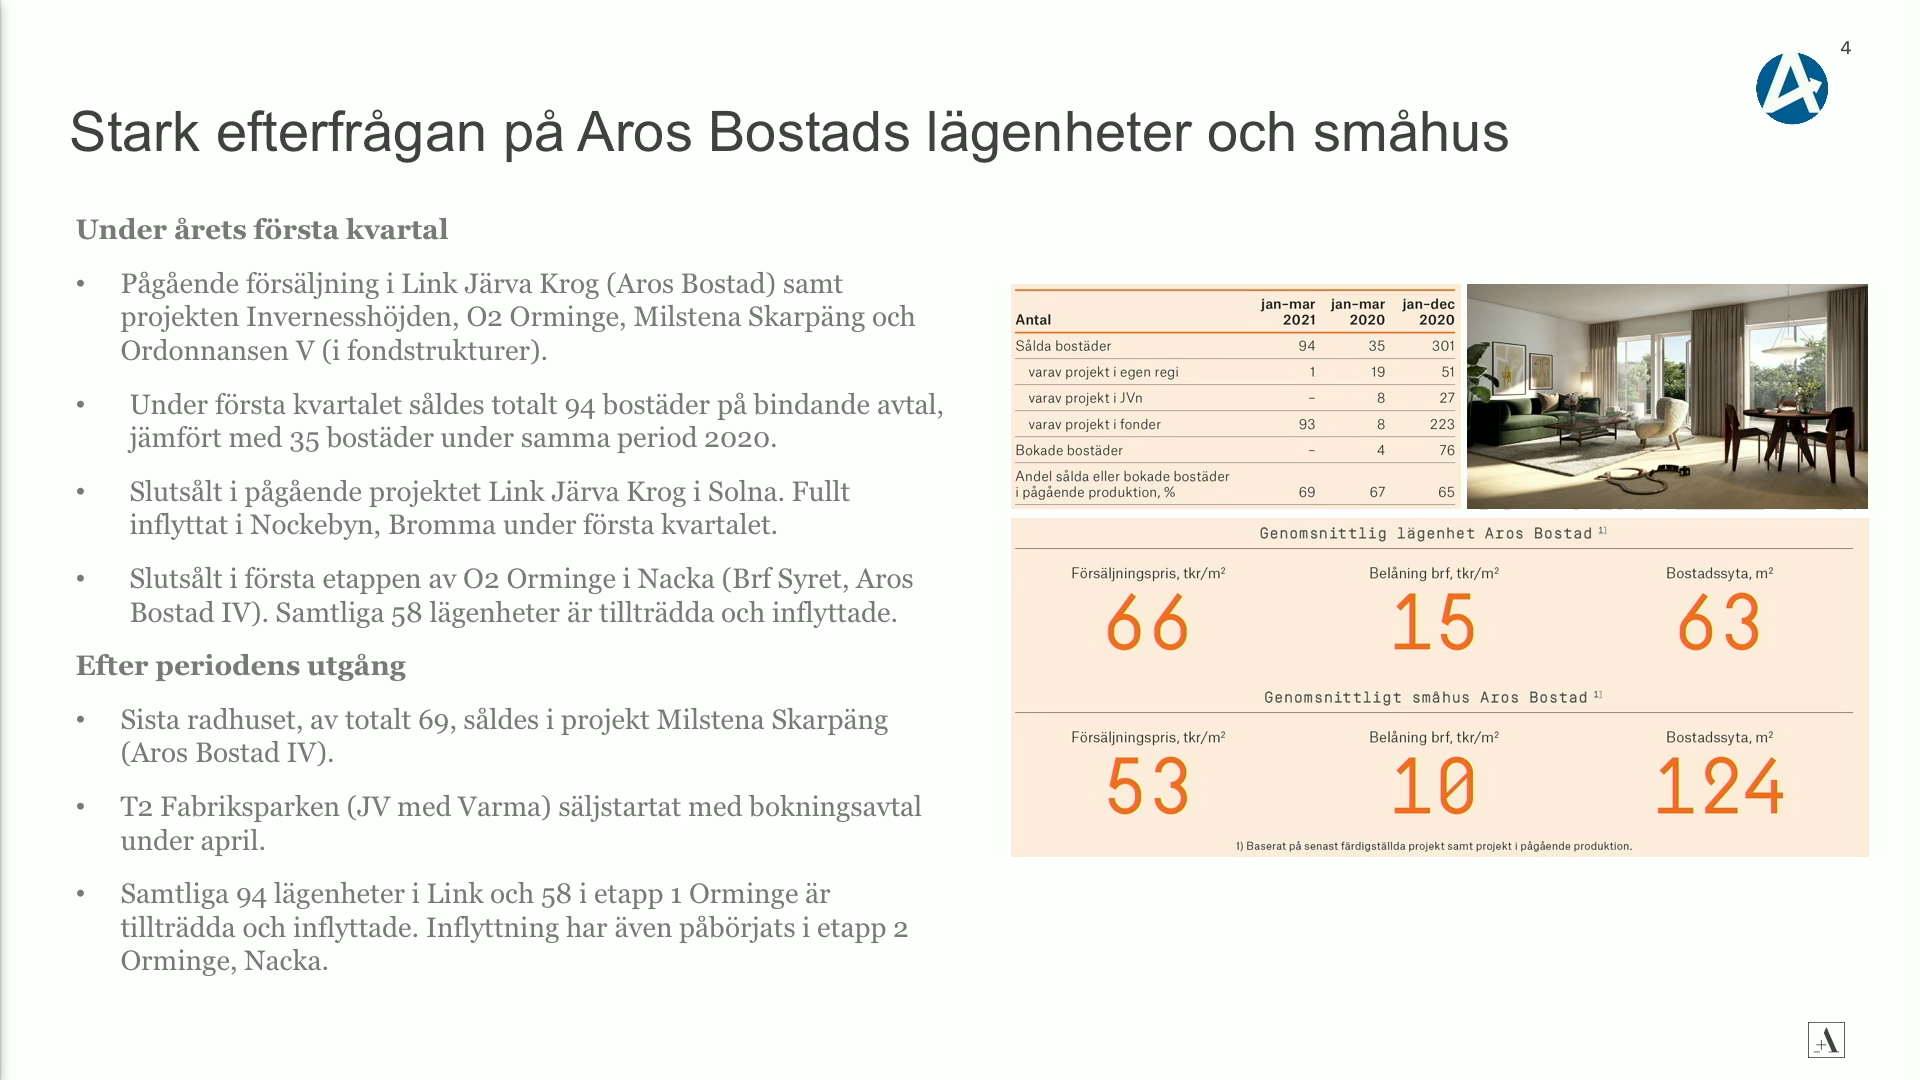 4
Stark efterfrågan på Aros Bostads lägenheter och småhus
Under årets första kvartal
• Pågående försäljning i Link Järva Krog (Aros Bostad) samt
projekten Invernesshöjden, O2 Orminge, Milstena Skarpäng och
Ordonnansen V (i fondstrukturer).
• Under första kvartalet såldes totalt 94 bostäder på bindande avtal,
jämfört med 35 bostäder under samma period 2020.
• Slutsålt i pågående projektet Link Järva Krog i Solna. Fullt
inflyttat i Nockebyn, Bromma under första kvartalet.
• Slutsålt i första etappen av O2 Orminge i Nacka (Brf Syret, Aros
Bostad IV). Samtliga 58 lägenheter är tillträdda och inflyttade.
Efter periodens utgång
• Sista radhuset, av totalt 69, såldes i projekt Milstena Skarpäng
(Aros Bostad IV).
• T2 Fabriksparken (JV med Varma) säljstartat med bokningsavtal
under april.
• Samtliga 94 lägenheter i Link och 58 i etapp 1 Orminge är
tillträdda och inflyttade. Inflyttning har även påbörjats i etapp 2
Orminge, Nacka.
jan–mar jan–mar jan–dec
Antal 2021 2020 2020
Sålda bostäder 94 35 301
varav projekt i egen regi 1 19 51
varav projekt i JVn – 8 27
varav projekt i fonder 93 8 223
Bokade bostäder – 4 76
Andel sålda eller bokade bostäder
i pågående produktion, % 69 67 65
Genomsnittlig lägenhet Aros Bostad 1)
Försäljningspris, tkr/m² Belåning brf, tkr/m² Bostadssyta, m²
66 15 63
Genomsnittligt småhus Aros Bostad 1)
Försäljningspris, tkr/m² Belåning brf, tkr/m² Bostadssyta, m²
53 10 124
1) Baserat på senast färdigställda projekt samt projekt i pågående produktion.